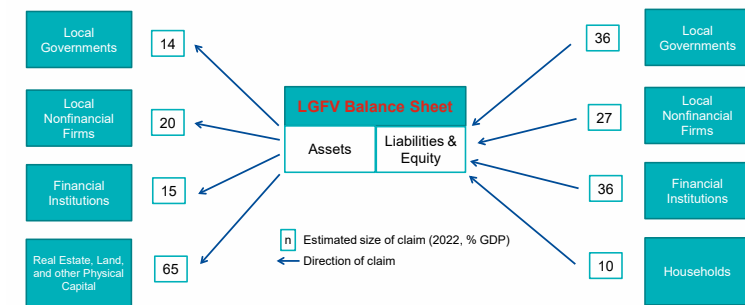 Local
Governments
14
Local
Nonfinancial
Firms
20
Financial
Institutions
15
Real Estate, Land,
and other Physical
Capital
65
LGFV Balance Sheet
Assets
Liabilities &
Equity
n Estimated size of claim (2022, % GDP)
Direction of claim
36
Local
Governments
27
Local
Nonfinancial
Firms
36
Financial
Institutions
10
Households